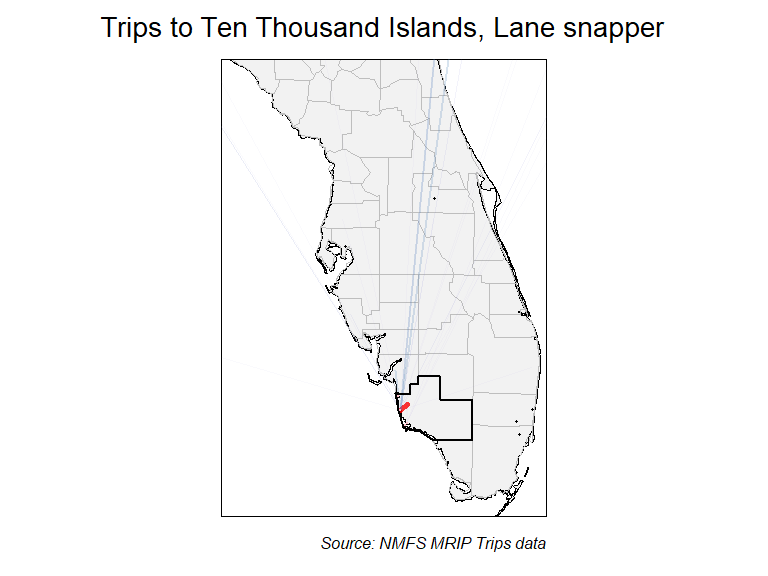 Trips to Ten Thousand Islands, Lane snapper
Source: NMFS MRIP Trips data